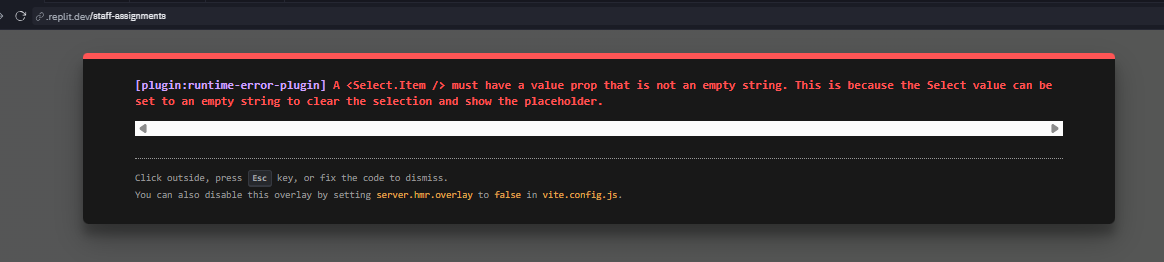 .replit.dev/staff-assignments
[plugin:runtime-error-plugin] A <Select.Item /> must have a value prop that is not an empty string. This is because the Select value can be
set to an empty string to clear the selection and show the placeholder.
Click outside, press Esc key, or fix the code to dismiss.
You can also disable this overlay by setting server.hmr.overlay to false in vite.config.js.